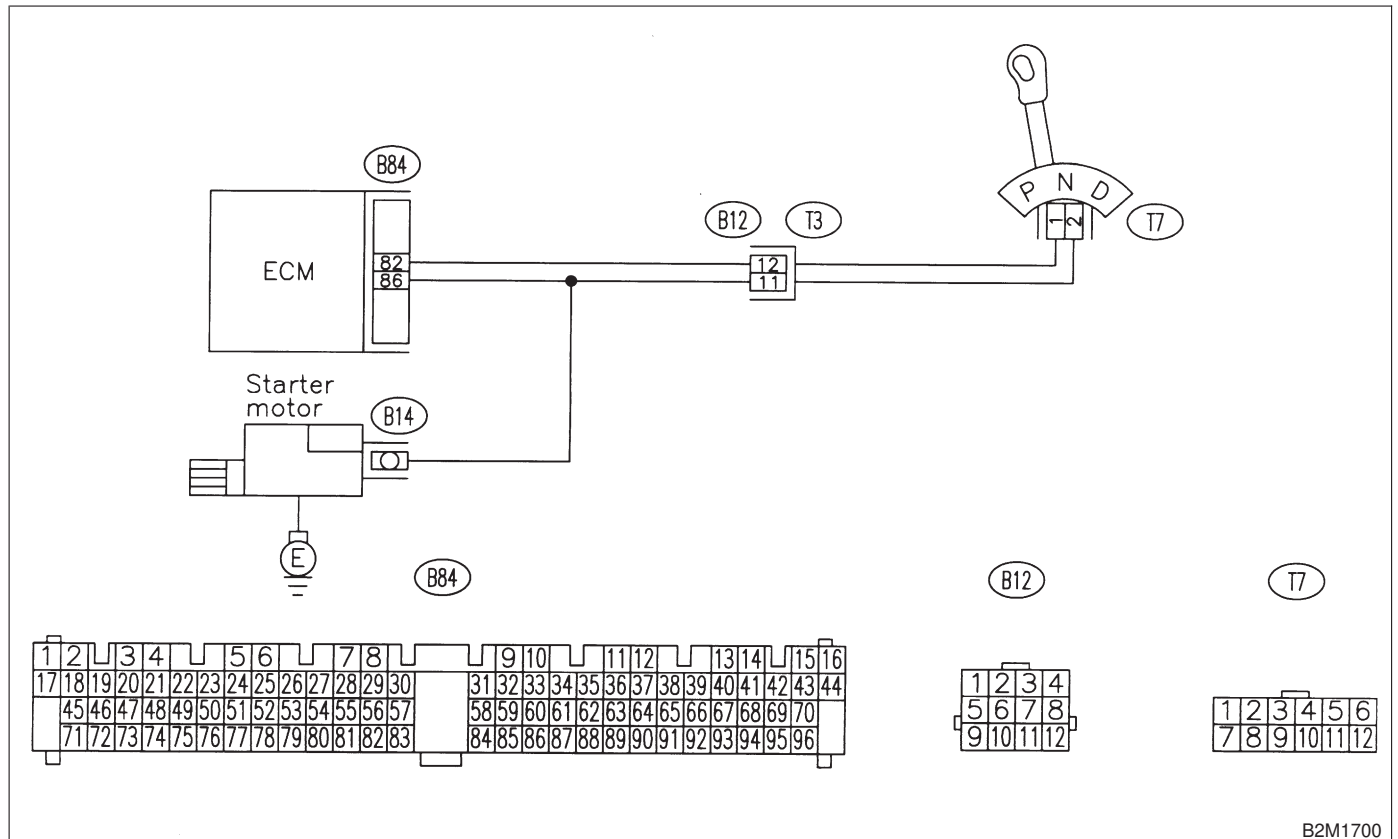 B84
P N D
B12 T3 1 2 T7
ECM 82 12
86 11
Starter
motor
B14
E
B84 B12 T7
1 2 3 4 5 6 7 8 9 10 11 12 13 14 15 16
17 18 19 20 21 22 23 24 25 26 27 28 29 30 31 32 33 34 35 36 37 38 39 40 41 42 43 44
45 46 47 48 49 50 51 52 53 54 55 56 57 58 59 60 61 62 63 64 65 66 67 68 69 70
71 72 73 74 75 76 77 78 79 80 81 82 83 84 85 86 87 88 89 90 91 92 93 94 95 96
1 2 3 4
5 6 7 8
9 10 11 12
1 2 3 4 5 6
7 8 9 10 11 12
B2M1700